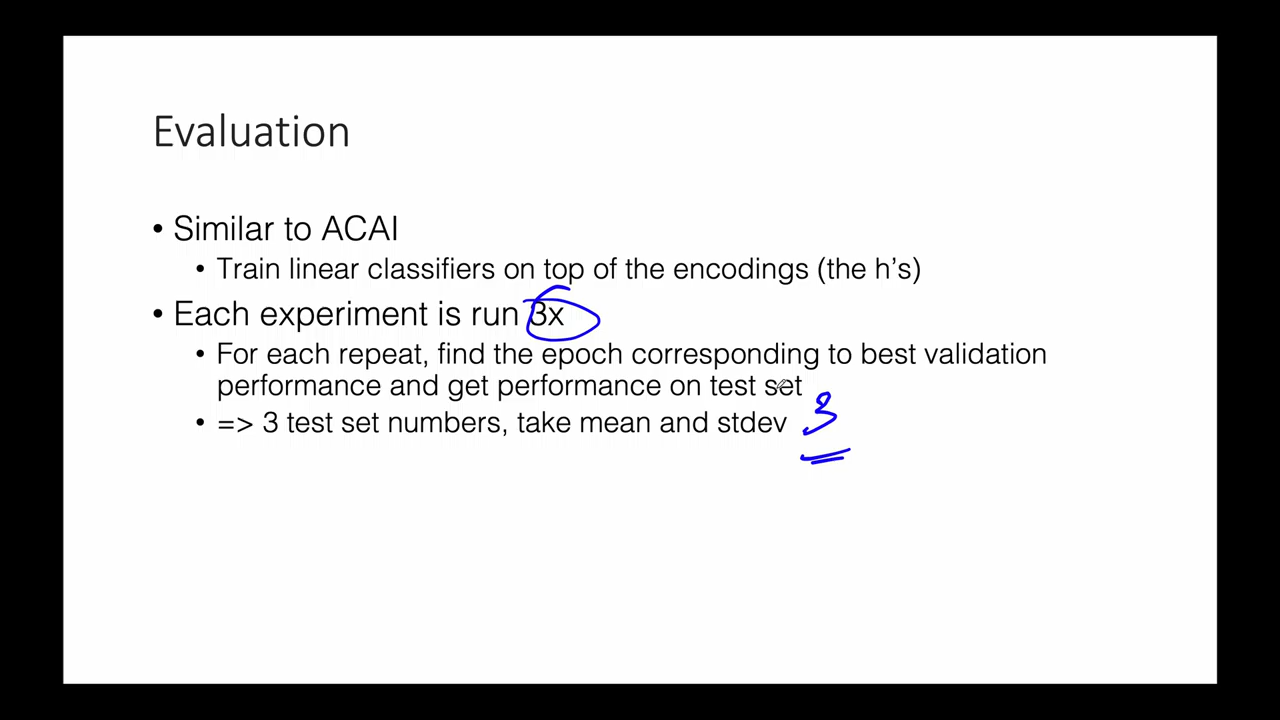 Evaluation
• Similar to ACAI
• Train linear classifiers on top of the encodings (the h's)
• Each experiment is run 3x
• For each repeat, find the epoch corresponding to best validation
performance and get performance on test set
• => 3 test set numbers, take mean and stdev 3